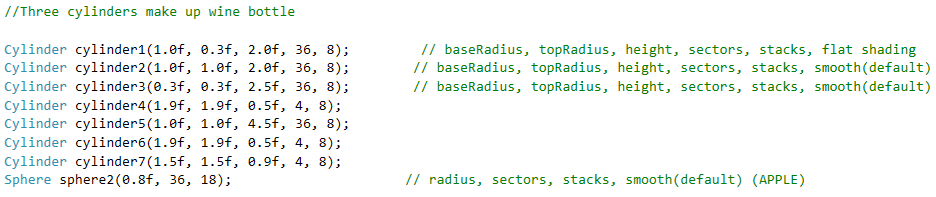 //Three cylinders make up wine bottle
Cylinder cylinder1(1.0f, 0.3f, 2.0f, 36, 8); // baseRadius, topRadius, height, sectors, stacks, flat shading
Cylinder cylinder2(1.0f, 1.0f, 2.0f, 36, 8); // baseRadius, topRadius, height, sectors, stacks, smooth(default)
Cylinder cylinder3(0.3f, 0.3f, 2.5f, 36, 8); // baseRadius, topRadius, height, sectors, stacks, smooth(default)
Cylinder cylinder4(1.9f, 1.9f, 0.5f, 4, 8);
Cylinder cylinder5(1.0f, 1.0f, 4.5f, 36, 8);
Cylinder cylinder6(1.9f, 1.9f, 0.5f, 4, 8);
Cylinder cylinder7(1.5f, 1.5f, 0.9f, 4, 8);
Sphere sphere2(0.8f, 36, 18); // radius, sectors, stacks, smooth(default) (APPLE)